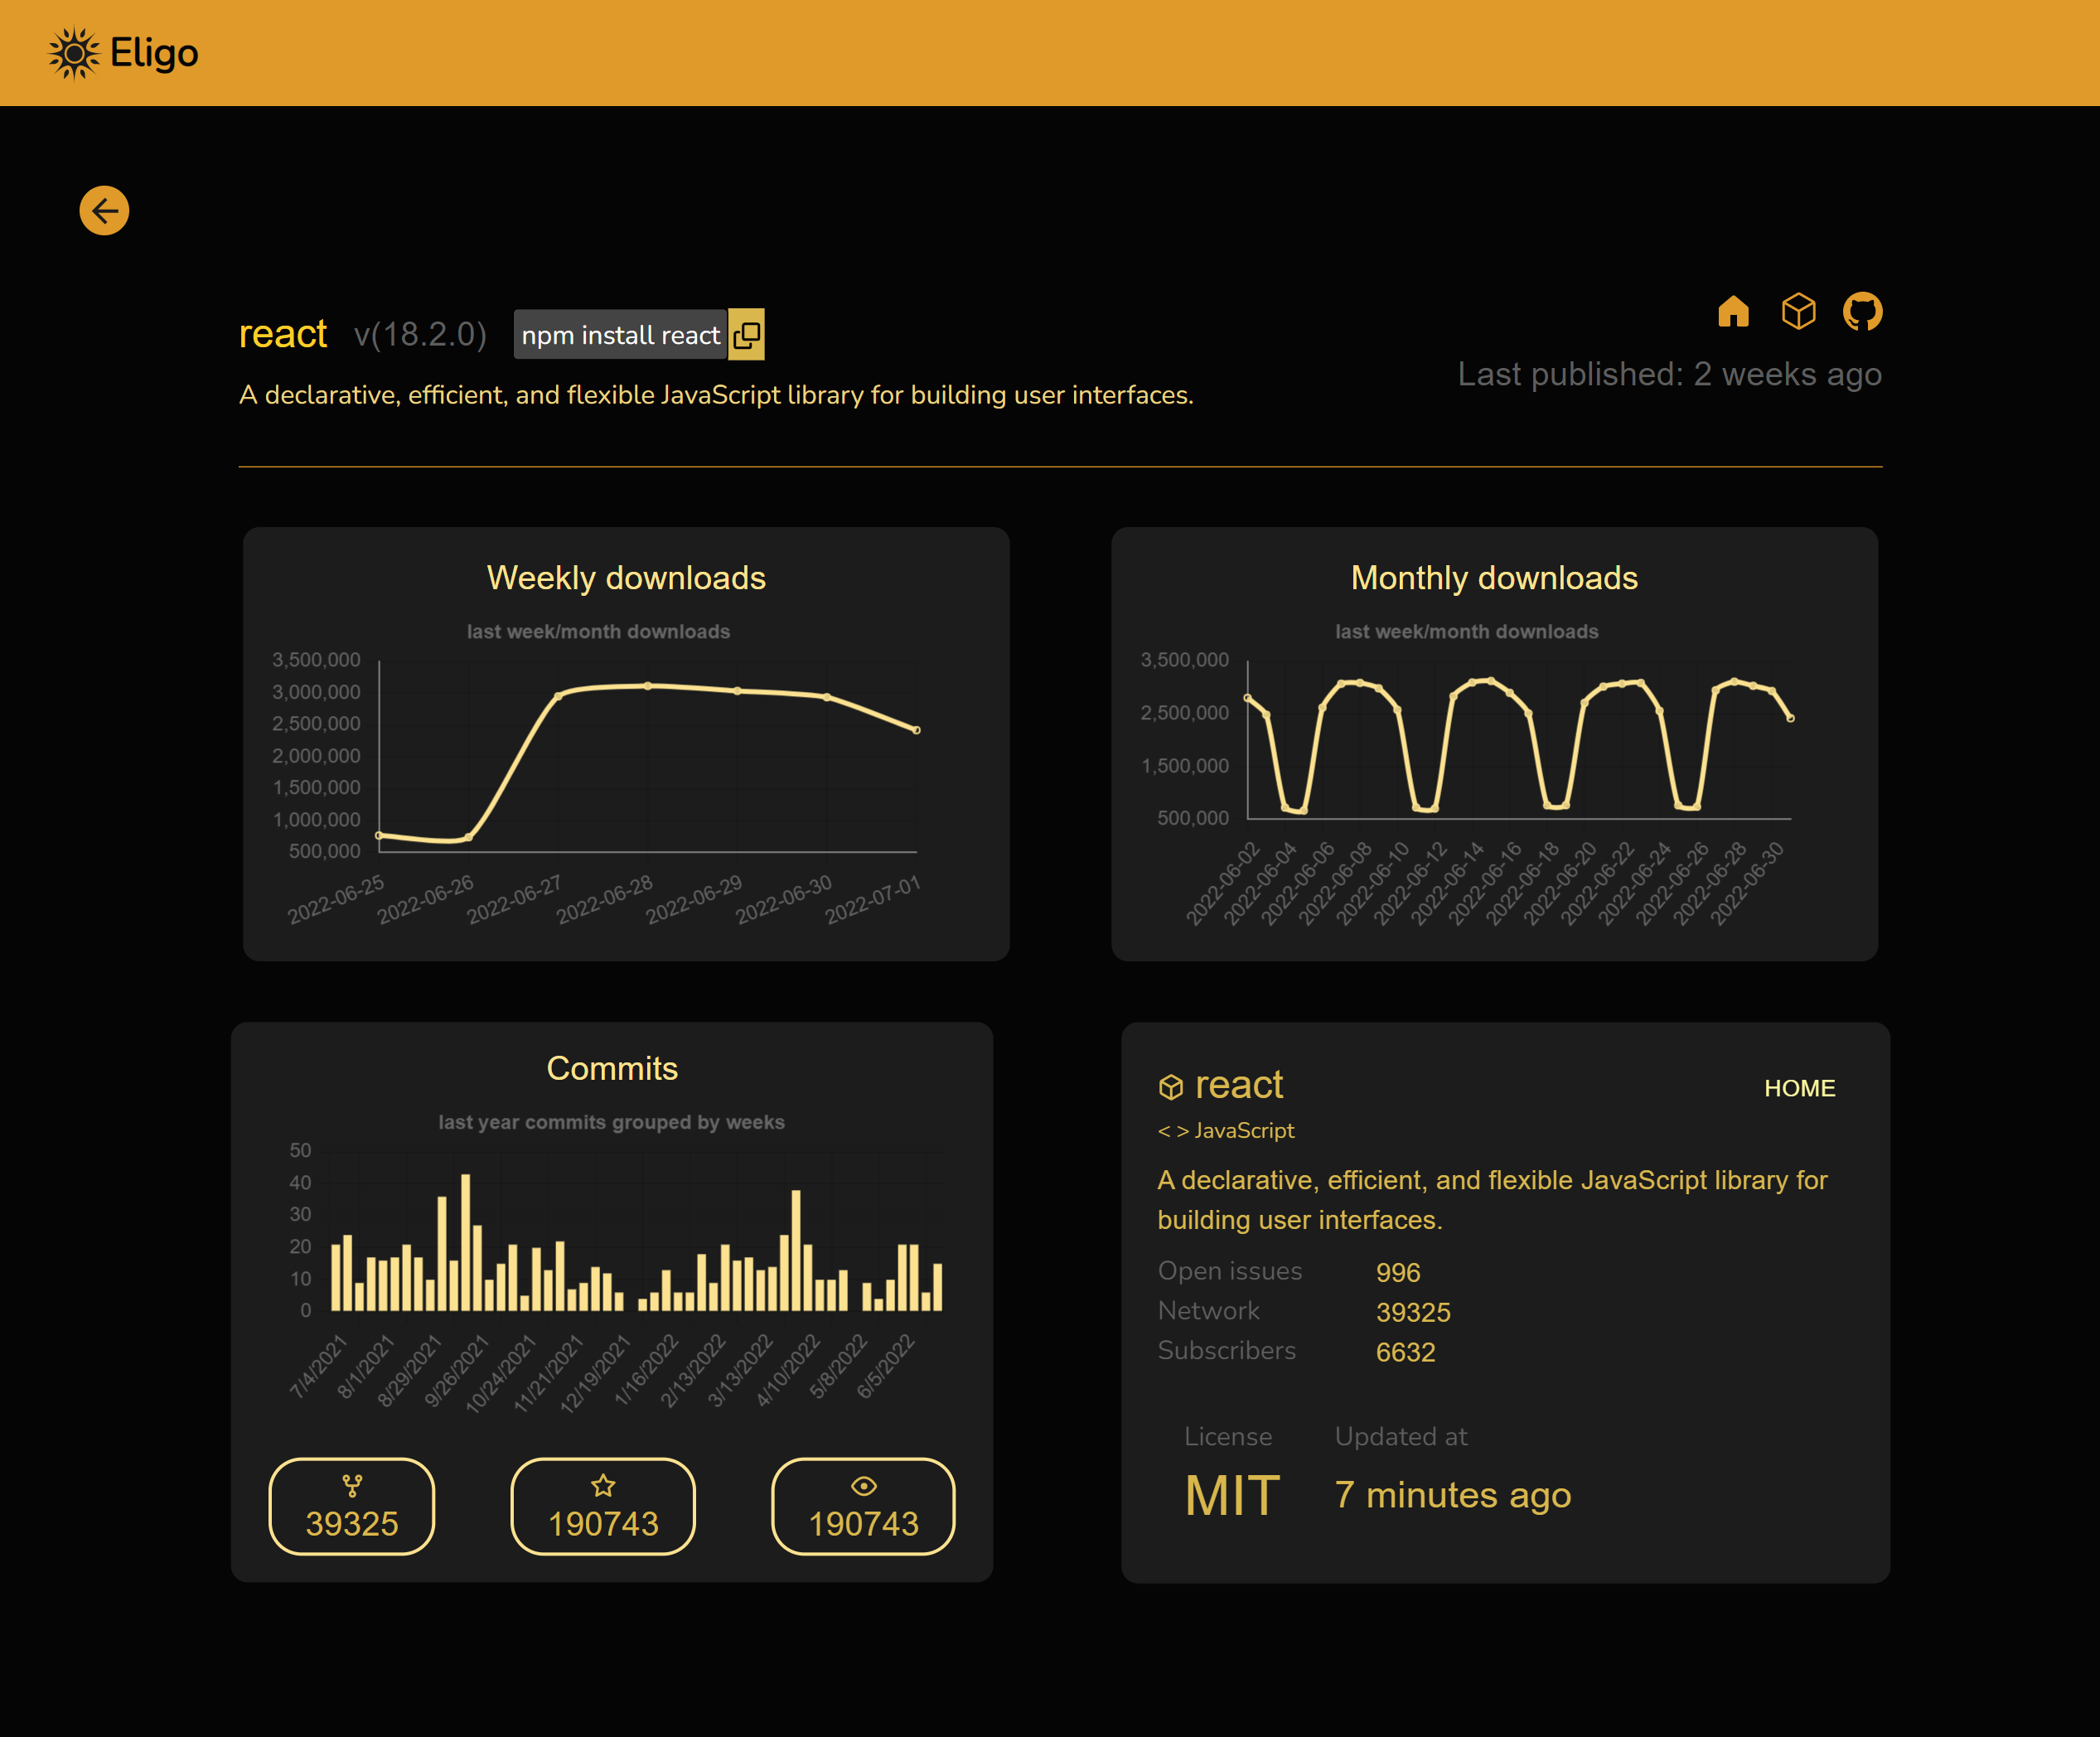 Eligo
react v(18.2.0) npm install react
A declarative, efficient, and flexible JavaScript library for building user interfaces.
Last published: 2 weeks ago
Weekly downloads
last week/month downloads
3,500,000
3,000,000
2,500,000
2,000,000
1,500,000
1,000,000
500,000
2022-06-25
2022-06-26
2022-06-27
2022-06-28
2022-06-29
2022-06-30
2022-07-01
Monthly downloads
last week/month downloads
3,500,000
2,500,000
1,500,000
500,000
2022-06-02
2022-06-04
2022-06-06
2022-06-08
2022-06-10
2022-06-12
2022-06-14
2022-06-16
2022-06-18
2022-06-20
2022-06-22
2022-06-24
2022-06-26
2022-06-28
2022-06-30
Commits
last year commits grouped by weeks
50
40
30
20
10
0
7/4/2021
8/1/2021
8/29/2021
9/26/2021
10/24/2021
11/21/2021
12/19/2021
1/16/2022
2/13/2022
3/13/2022
4/10/2022
5/8/2022
6/5/2022
39325
190743
190743
react
HOME
< > JavaScript
A declarative, efficient, and flexible JavaScript library for
building user interfaces.
Open issues 996
Network 39325
Subscribers 6632
License
MIT
Updated at
7 minutes ago